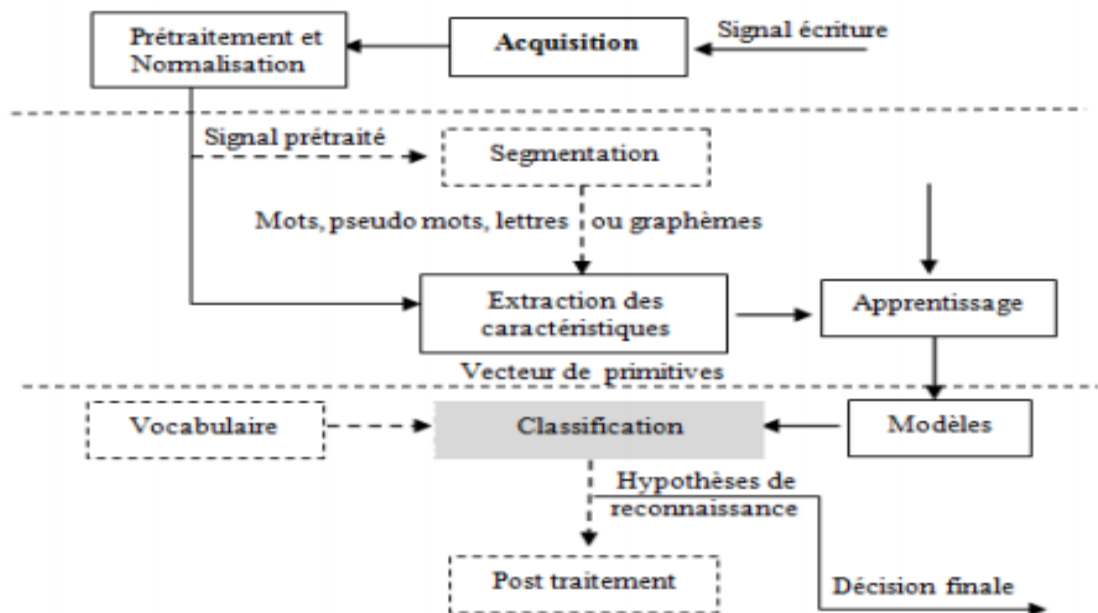 Signal écriture
Acquisition
Prétraitement et
Normalisation
Signal prétraité
Segmentation
Mots, pseudo mots, lettres ou graphèmes
Extraction des
caractéristiques
Apprentissage
Vecteur de primitives
Vocabulaire
Classification
Modèles
Hypothèses de
reconnaissance
Post traitement
Décision finale